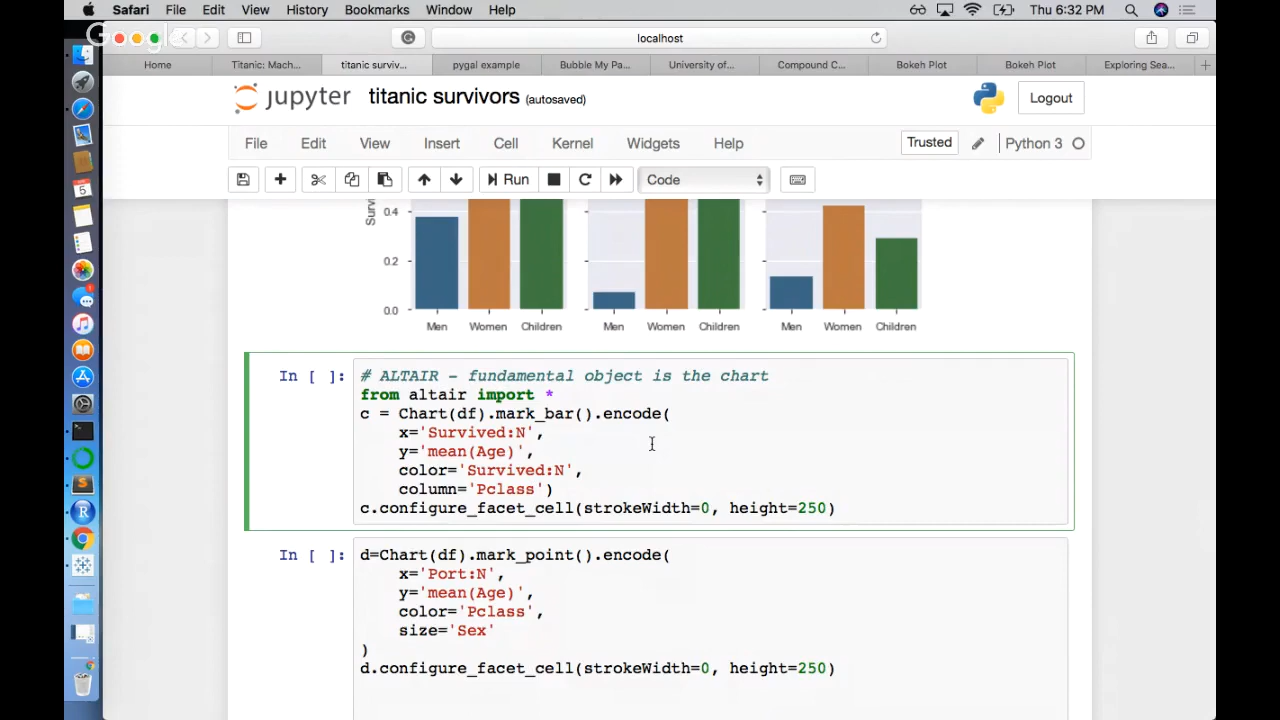 Safari File Edit View History Bookmarks Window Help Thu 6:32 PM
Google
localhost
Home Titanic: Mach... titanic surviv... pygal example Bubble My Pa... University of... Compound C... Bokeh Plot Bokeh Plot Exploring Sea...
jupyter titanic survivors (autosaved) Logout
File Edit View Insert Cell Kernel Widgets Help Trusted Python 3
Run Code
Surviv
0.4
0.2
0.0
Men Women Children Men Women Children Men Women Children
In [ ]: # ALTAIR - fundamental object is the chart
from altair import *
c = Chart(df).mark_bar().encode(
x='Survived:N',
y='mean(Age)',
color='Survived:N',
column='Pclass')
c.configure_facet_cell(strokeWidth=0, height=250)
In [ ]: d=Chart(df).mark_point().encode(
x='Port:N',
y='mean(Age)',
color='Pclass',
size='Sex'
)
d.configure_facet_cell(strokeWidth=0, height=250)